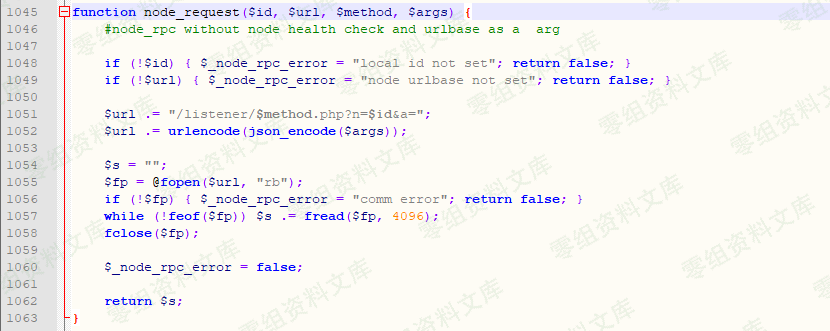 1045 function node_request($id, $url, $method, $args) {
1046 #node_rpc without node health check and urlbase as a  arg
1047
1048 if (!$id) { $_node_rpc_error = "local id not set"; return false; }
1049 if (!$url) { $_node_rpc_error = "node urlbase not set"; return false; }
1050
1051 $url .= "/listener/$method.php?n=$id&a=";
1052 $url .= urlencode(json_encode($args));
1053
1054 $s = "";
1055 $fp = @fopen($url, "rb");
1056 if (!$fp) { $_node_rpc_error = "comm error"; return false; }
1057 while (!feof($fp)) $s .= fread($fp, 4096);
1058 fclose($fp);
1059
1060 $_node_rpc_error = false;
1061
1062 return $s;
1063 }
零组资料文库